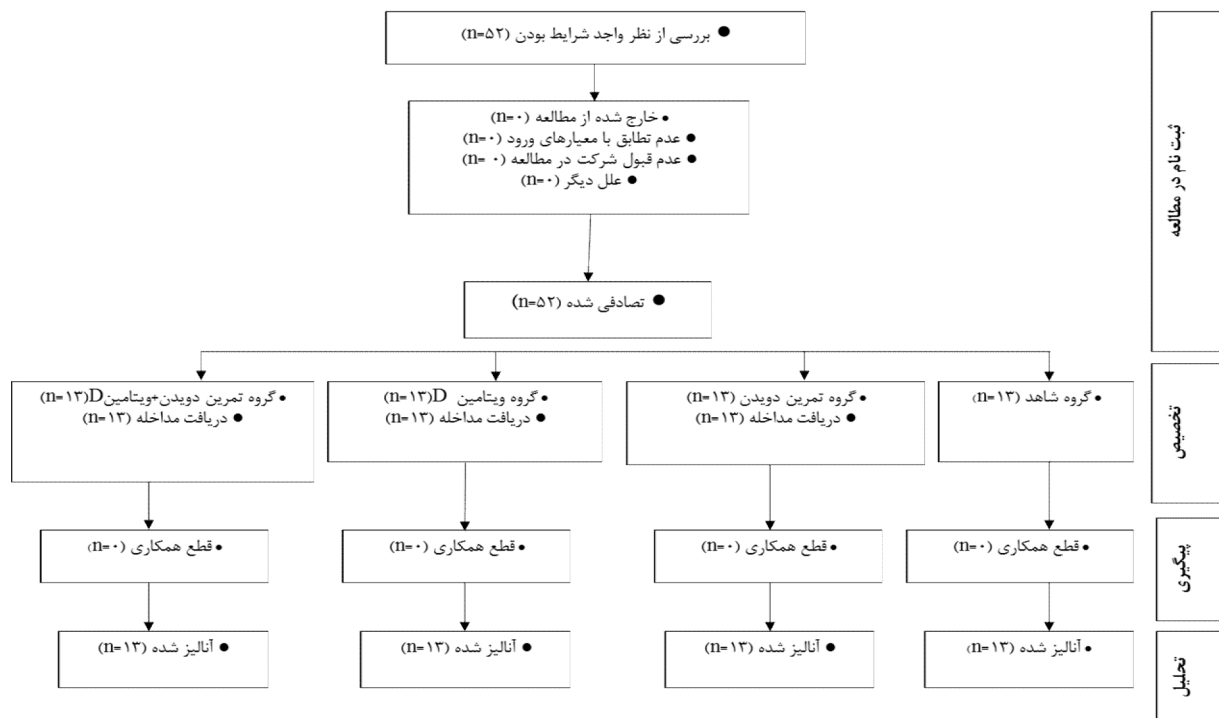 ● بررسی از نظر واجد شرایط بودن (n=۵۲)
• خارج شده از مطالعه (n=۰)
● عدم تطابق با معیارهای ورود (n=۰)
● عدم قبول شرکت در مطالعه (n= ۰)
● علل دیگر (n=۰)
● تصادفی شده (n=۵۲)
ثبت نام در مطالعه
• گروه شاهد (n=۱۳)
• گروه تمرین دویدن (n=۱۳)
● دریافت مداخله (n=۱۳)
• گروه ویتامین D (n=۱۳)
● دریافت مداخله (n=۱۳)
• گروه تمرین دویدن+ویتامینD (n=۱۳)
● دریافت مداخله (n=۱۳)
تخصیص
• قطع همکاری (n=۰)
• قطع همکاری (n=۰)
• قطع همکاری (n=۰)
• قطع همکاری (n=۰)
پیگیری
• آنالیز شده (n=۱۳)
● آنالیز شده (n=۱۳)
● آنالیز شده (n=۱۳)
● آنالیز شده (n=۱۳)
تحلیل